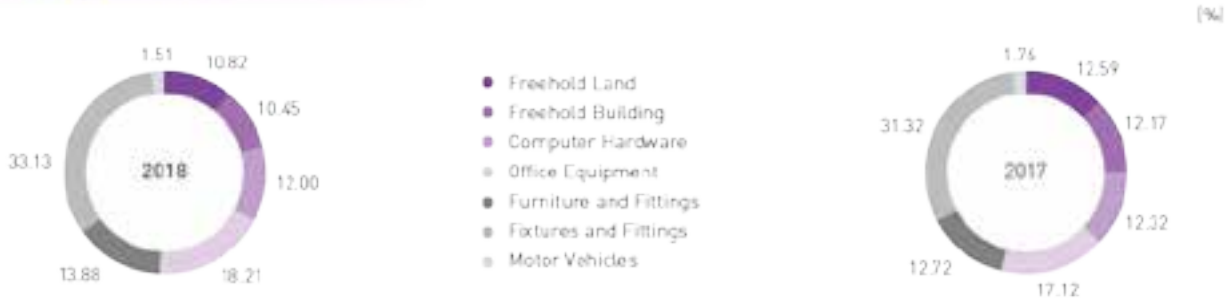 [%]
1.51
10.82
10.45
12.00
18.21
13.88
33.13
2018
Freehold Land
Freehold Building
Computer Hardware
Office Equipment
Furniture and Fittings
Fixtures and Fittings
Motor Vehicles
1.76
12.59
12.17
12.32
17.12
12.72
31.32
2017